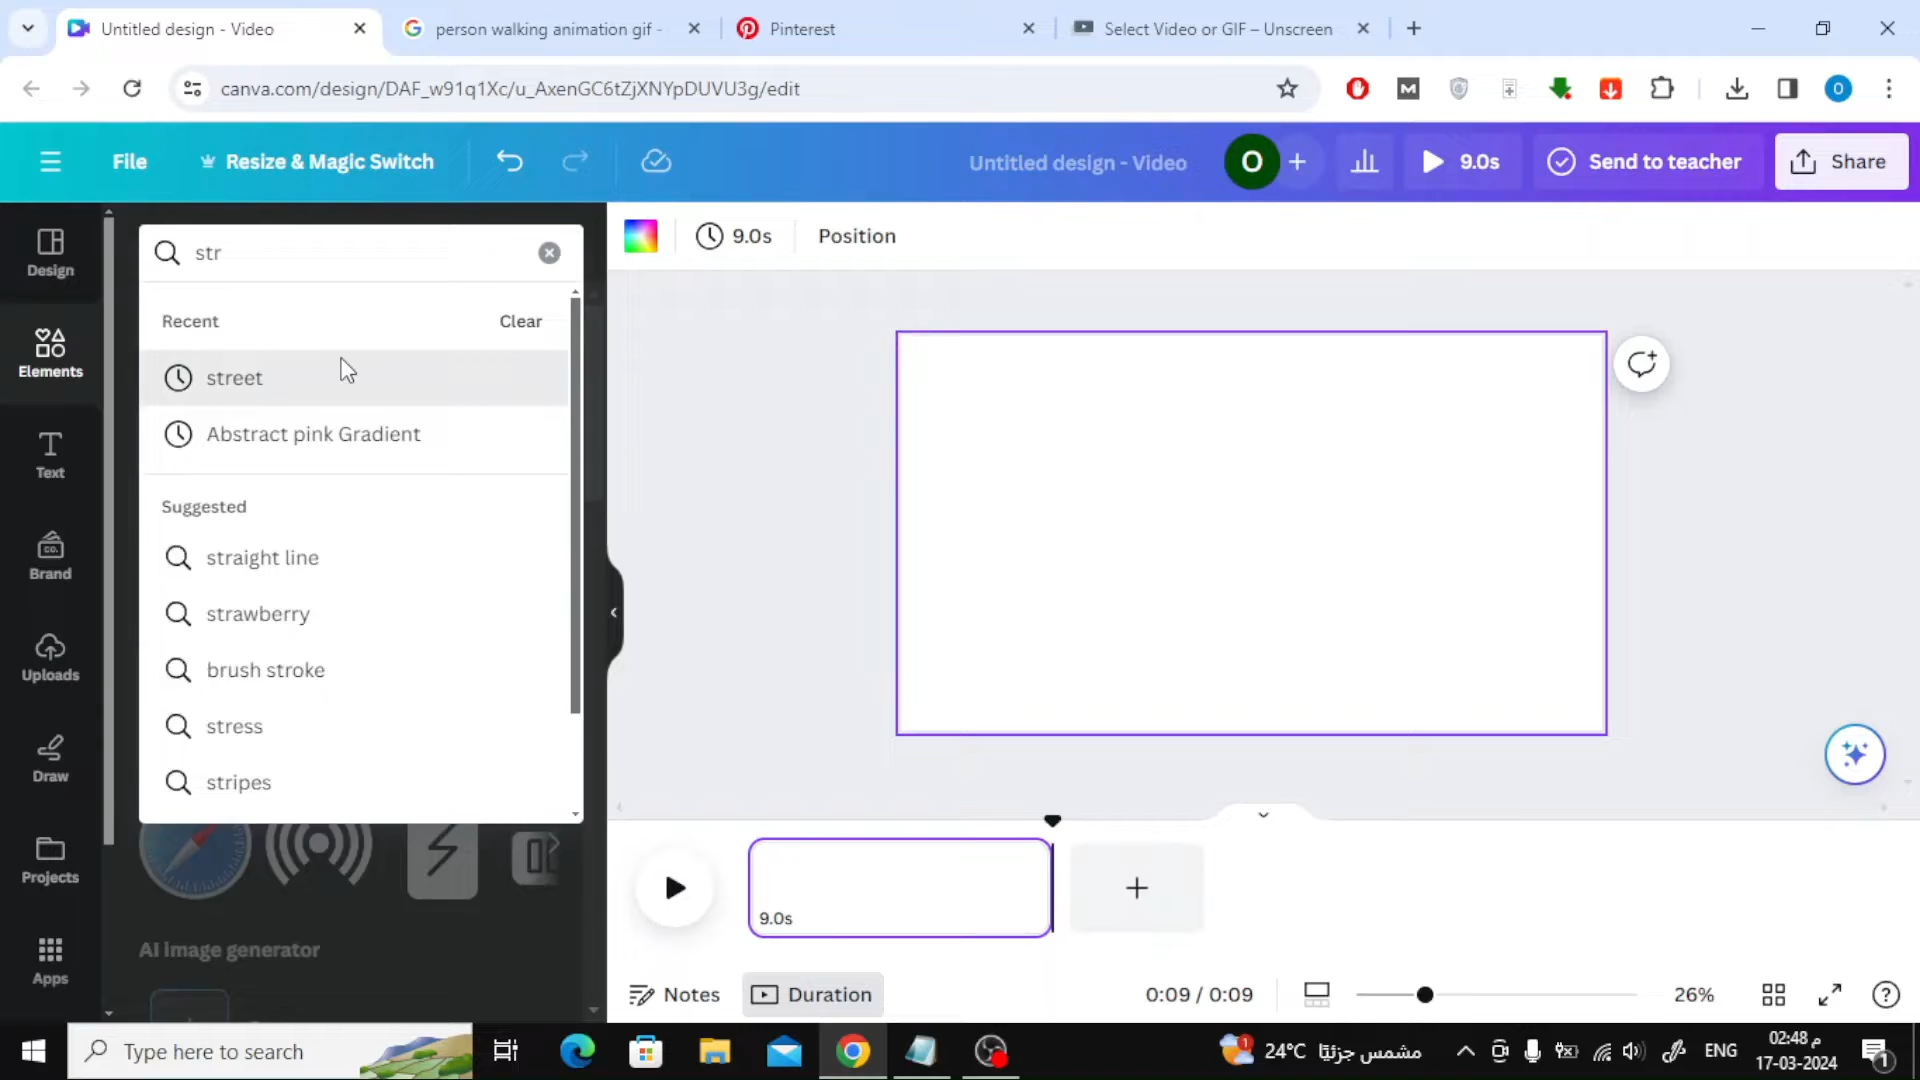 Untitled design - Video
person walking animation gif -
Pinterest
Select Video or GIF – Unscreen
canva.com/design/DAF_w91q1Xc/u_AxenGC6tZjXNYpDUVU3g/edit
File
Resize & Magic Switch
Untitled design - Video
O
9.0s
Send to teacher
Share
Design
Elements
Text
Brand
Uploads
Draw
Projects
Apps
str
Recent
Clear
street
Abstract pink Gradient
Suggested
straight line
strawberry
brush stroke
stress
stripes
AI image generator
9.0s
Position
9.0s
Notes
Duration
0:09 / 0:09
26%
Type here to search
24°C
مشمس جزئيًا
ENG
02:48 م
17-03-2024
1